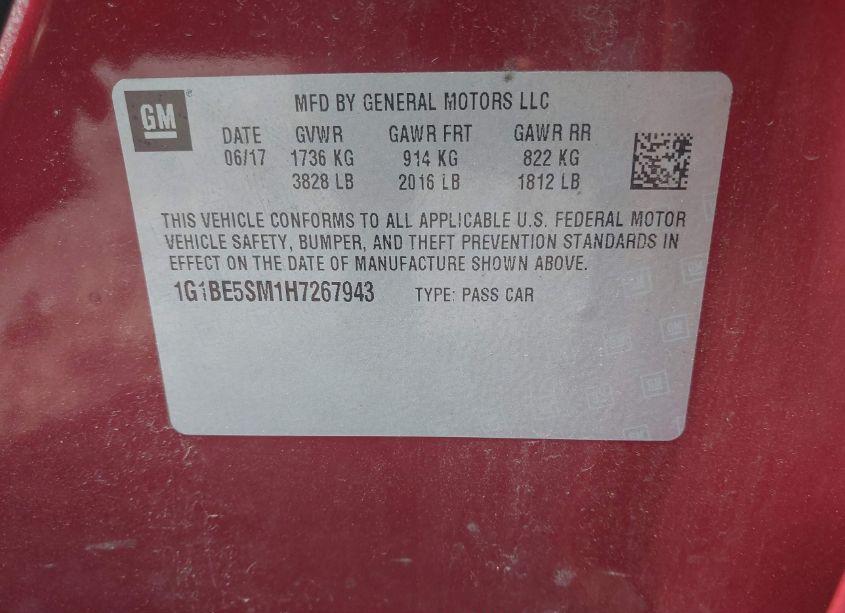 GM
MFD BY GENERAL MOTORS LLC
DATE GVWR GAWR FRT GAWR RR
06/17 1736 KG 914 KG 822 KG
3828 LB 2016 LB 1812 LB
THIS VEHICLE CONFORMS TO ALL APPLICABLE U.S. FEDERAL MOTOR
VEHICLE SAFETY, BUMPER, AND THEFT PREVENTION STANDARDS IN
EFFECT ON THE DATE OF MANUFACTURE SHOWN ABOVE.
1G1BE5SM1H7267943 TYPE: PASS CAR